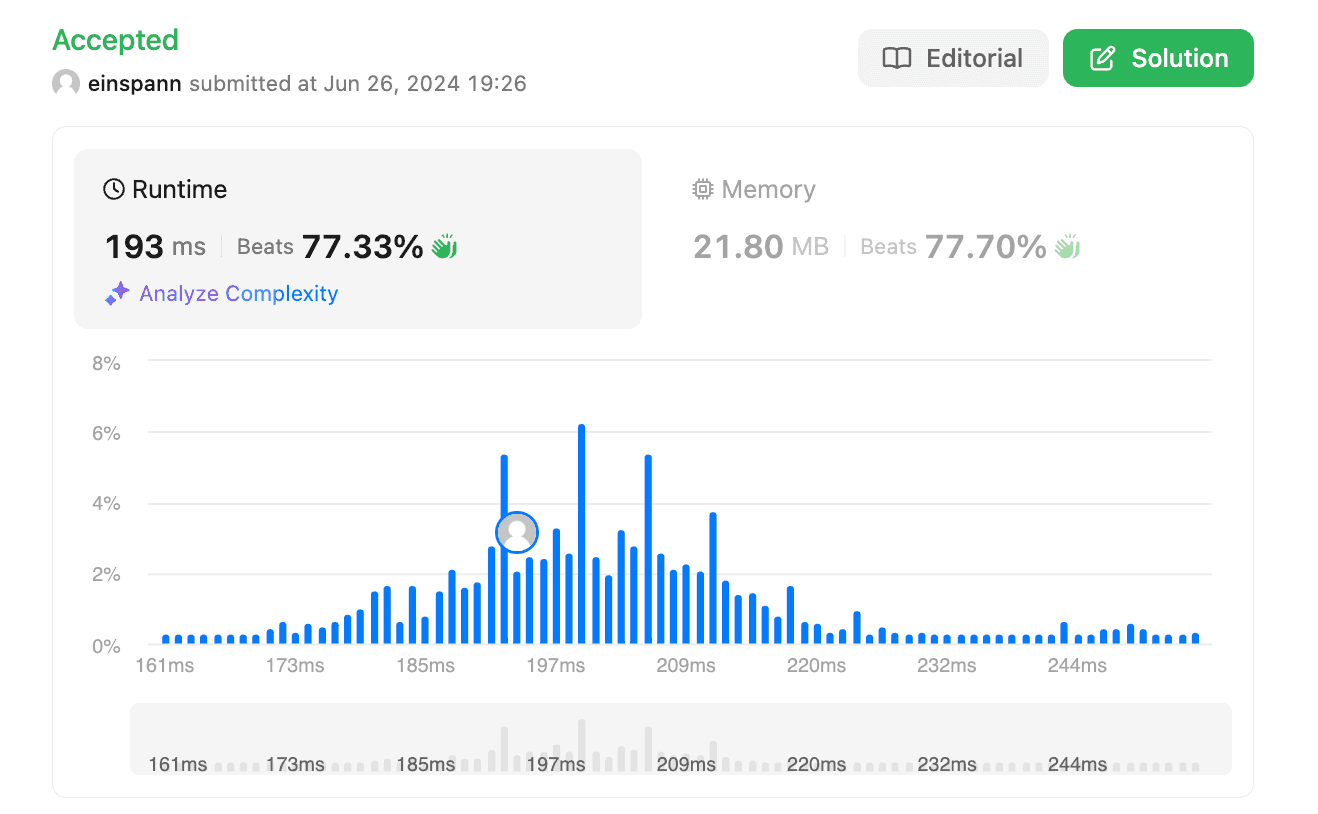 Accepted
Editorial
Solution
einspann submitted at Jun 26, 2024 19:26
Runtime
193 ms Beats 77.33%
Analyze Complexity
Memory
21.80 MB Beats 77.70%
8%
6%
4%
2%
0%
161ms 173ms 185ms 197ms 209ms 220ms 232ms 244ms
161ms 173ms 185ms 197ms 209ms 220ms 232ms 244ms